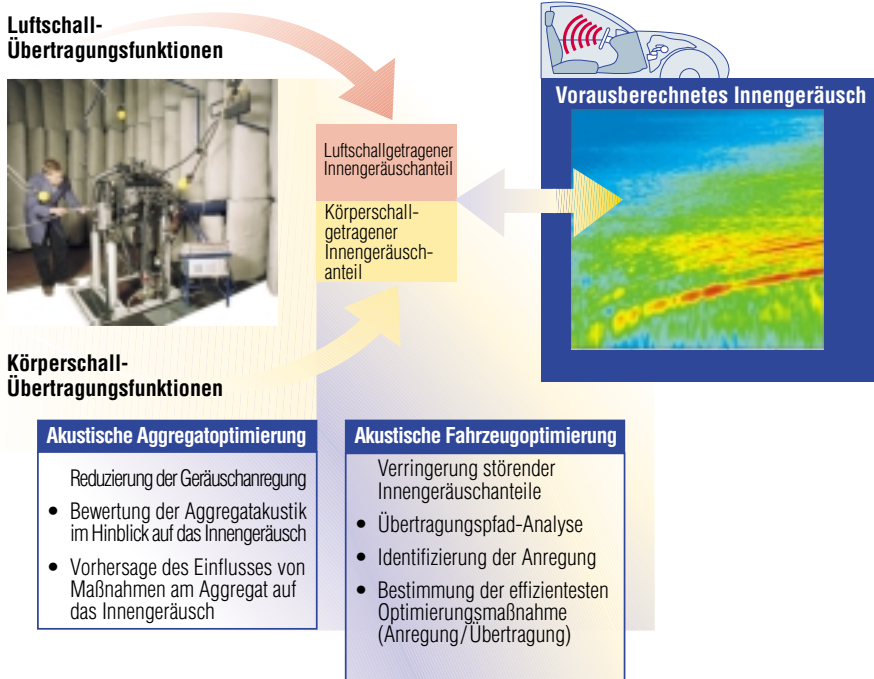 Luftschall-
Übertragungsfunktionen
Luftschallgetragener
Innengeräuschanteil
Körperschall-
getragener
Innengeräusch-
anteil
Vorausberechnetes Innengeräusch
Körperschall-
Übertragungsfunktionen
Akustische Aggregatoptimierung
Reduzierung der Geräuschanregung
• Bewertung der Aggregatakustik
im Hinblick auf das Innengeräusch
• Vorhersage des Einflusses von
Maßnahmen am Aggregat auf
das Innengeräusch
Akustische Fahrzeugoptimierung
Verringerung störender
Innengeräuschanteile
• Übertragungspfad-Analyse
• Identifizierung der Anregung
• Bestimmung der effizientesten
Optimierungsmaßnahme
(Anregung/Übertragung)